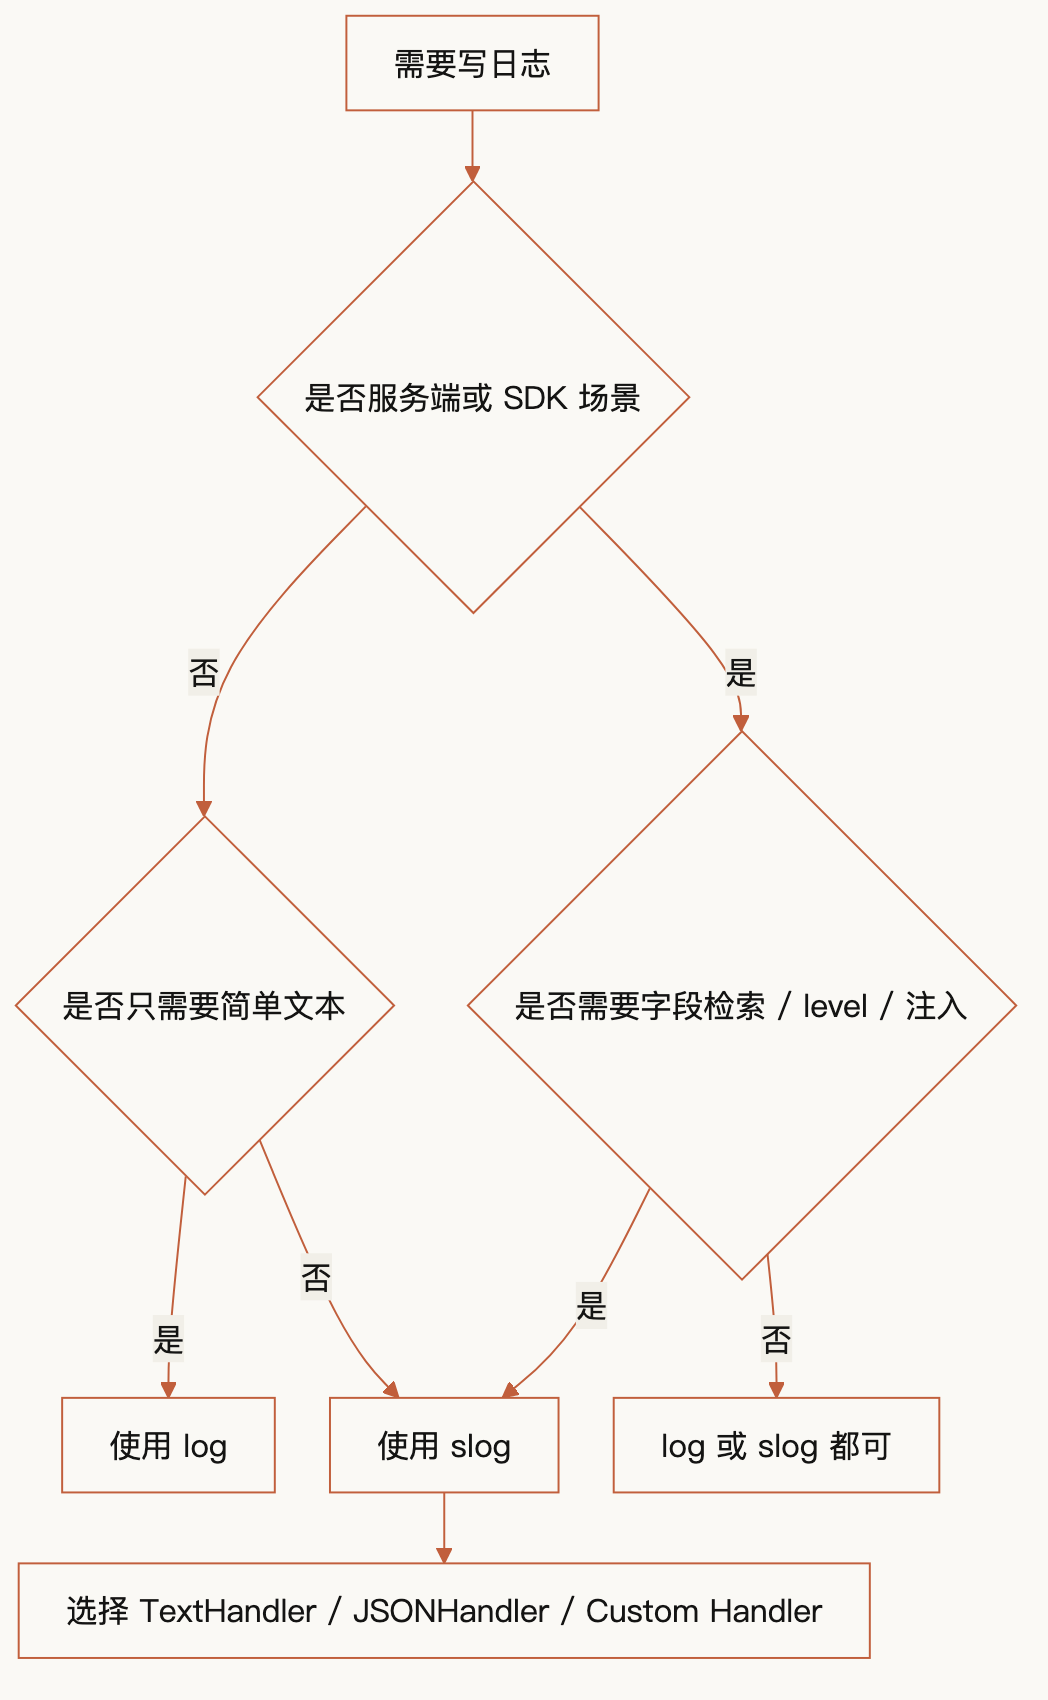 需要写日志
是否服务端或 SDK 场景
否
是
是否只需要简单文本
是否需要字段检索 / level / 注入
否
是
是
否
使用 log
使用 slog
log 或 slog 都可
选择 TextHandler / JSONHandler / Custom Handler